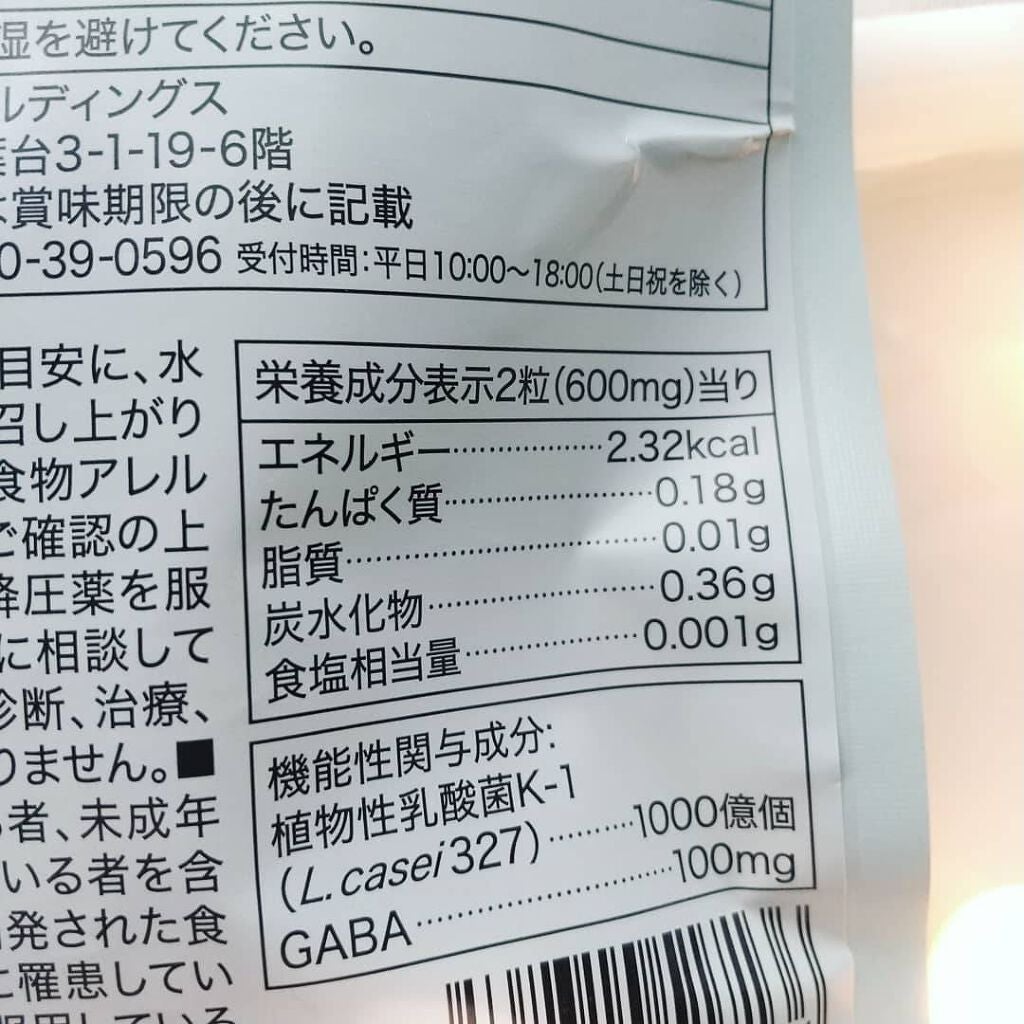 湿を避けてください。
ルディングス
台3-1-19-6階
賞味期限の後に記載
0-39-0596 受付時間:平日10:00〜18:00(土日祝を除く)
目安に、水
召し上がり
食物アレル
ご確認の上
降圧薬を服
に相談して
診断、治療、
りません。■
者、未成年
いる者を含
発された食
に罹患してい
用している
栄養成分表示2粒(600mg)当り
エネルギー……………2.32kcal
たんぱく質……………0.18g
脂質……………0.01g
炭水化物……………0.36g
食塩相当量……………0.001g
機能性関与成分:
植物性乳酸菌K-1
(L.casei 327)………1000億個
GABA……………100mg